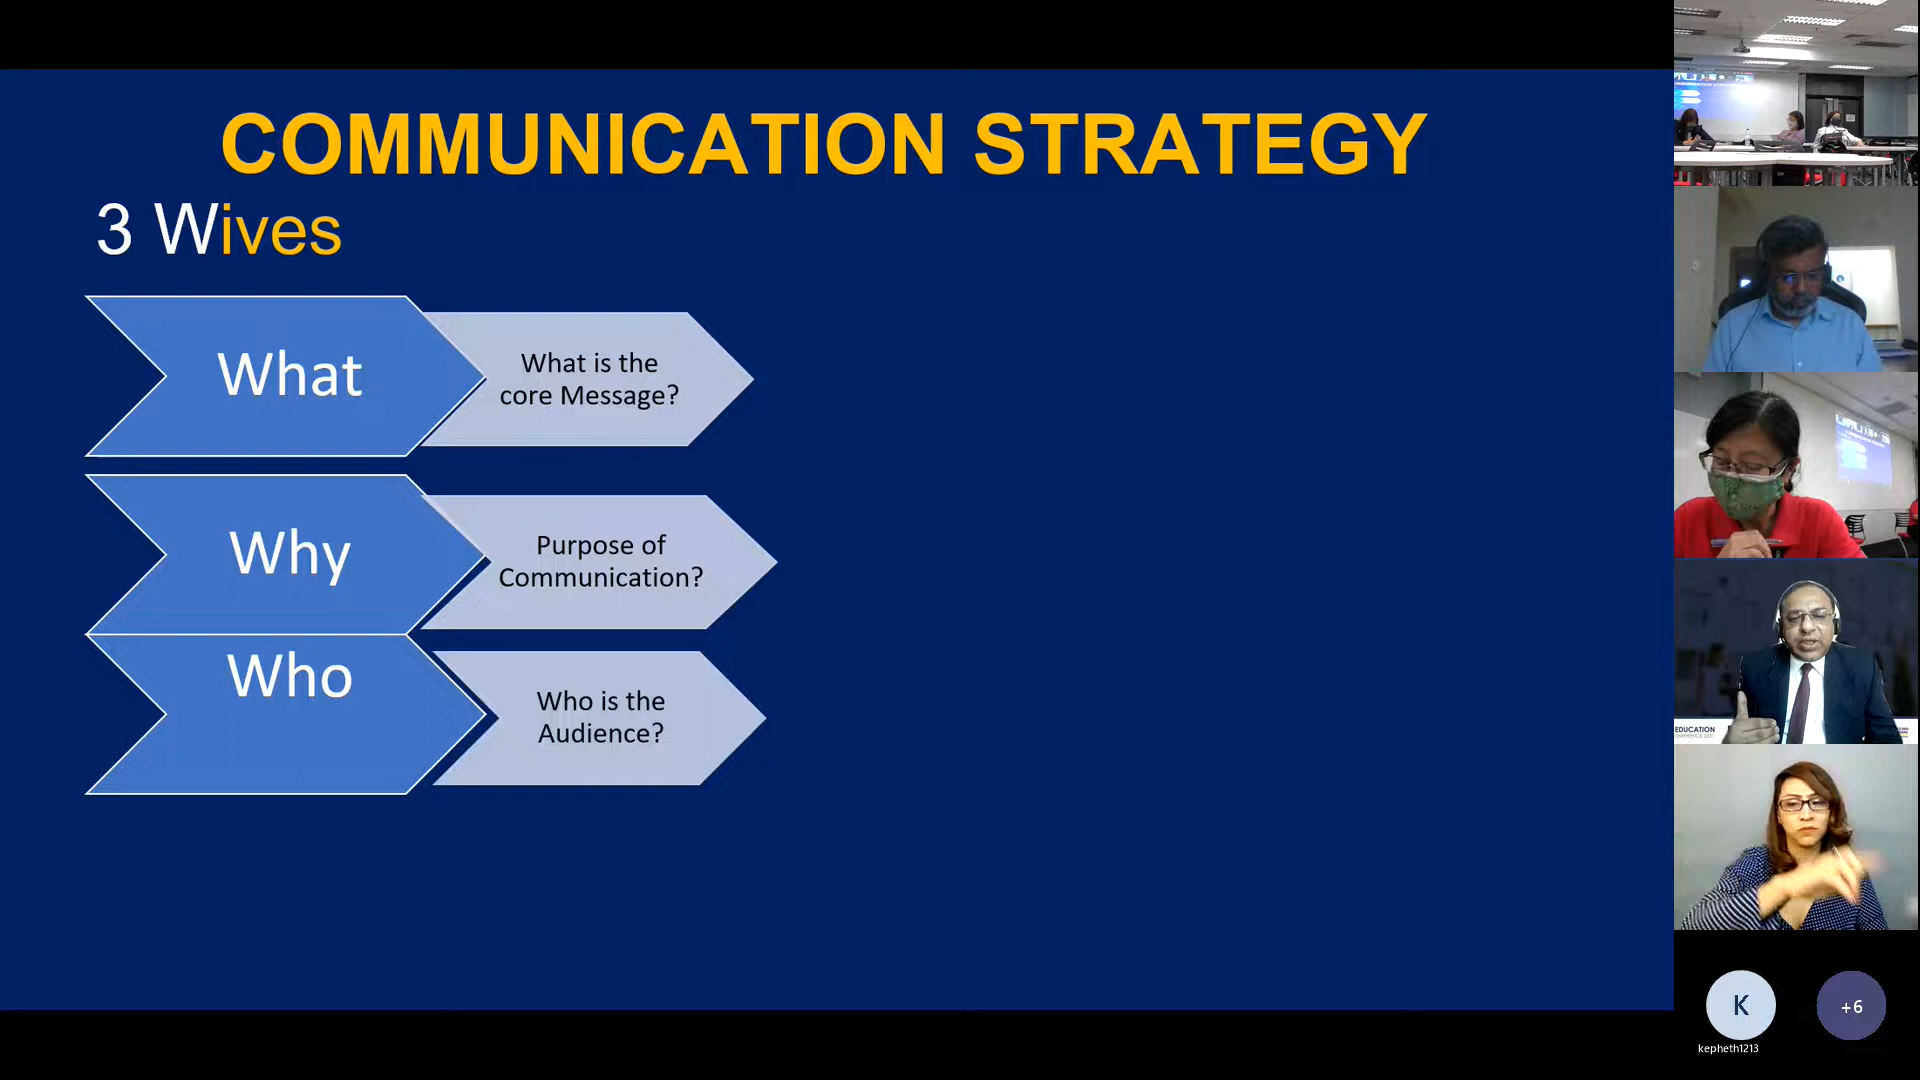 COMMUNICATION STRATEGY
3 Wives
What
What is the
core Message?
Why
Purpose of
Communication?
Who
Who is the
Audience?
EDUCATION
K
+6
kepheth1213